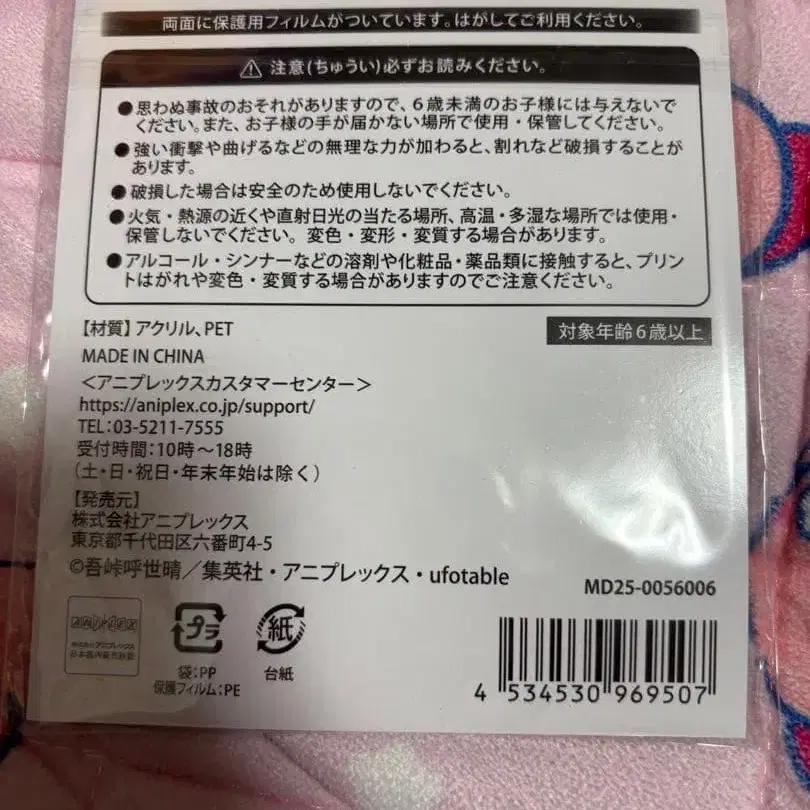 両面に保護用フィルムがついています。はがしてご利用ください。
注意(ちゅうい)必ずお読みください。
●思わぬ事故のおそれがありますので、6歳未満のお子様には与えないで
ください。また、お子様の手が届かない場所で使用・保管してください。
●強い衝撃や曲げるなどの無理な力が加わると、割れなど破損することが
あります。
●破損した場合は安全のため使用しないでください。
●火気・熱源の近くや直射日光の当たる場所、高温・多湿な場所では使用・
保管しないでください。変色・変形・変質する場合があります。
●アルコール・シンナーなどの溶剤や化粧品・薬品類に接触すると、プリン
トはがれや変色・変質する場合がありますのでご注意ください。
【材質】アクリル、PET
対象年齢6歳以上
MADE IN CHINA
＜アニプレックスカスタマーセンター＞
https://aniplex.co.jp/support/
TEL:03-5211-7555
受付時間:10時～18時
(土・日・祝日・年末年始は除く)
【発売元】
株式会社アニプレックス
東京都千代田区六番町4-5
©吾峠呼世晴／集英社・アニプレックス・ufotable
MD25-0056006
ANIPLEX
株式会社アニプレックス
日本国内販売許諾
プラ
袋:PP
保護フィルム:PE
紙
台紙
4 534530 969507